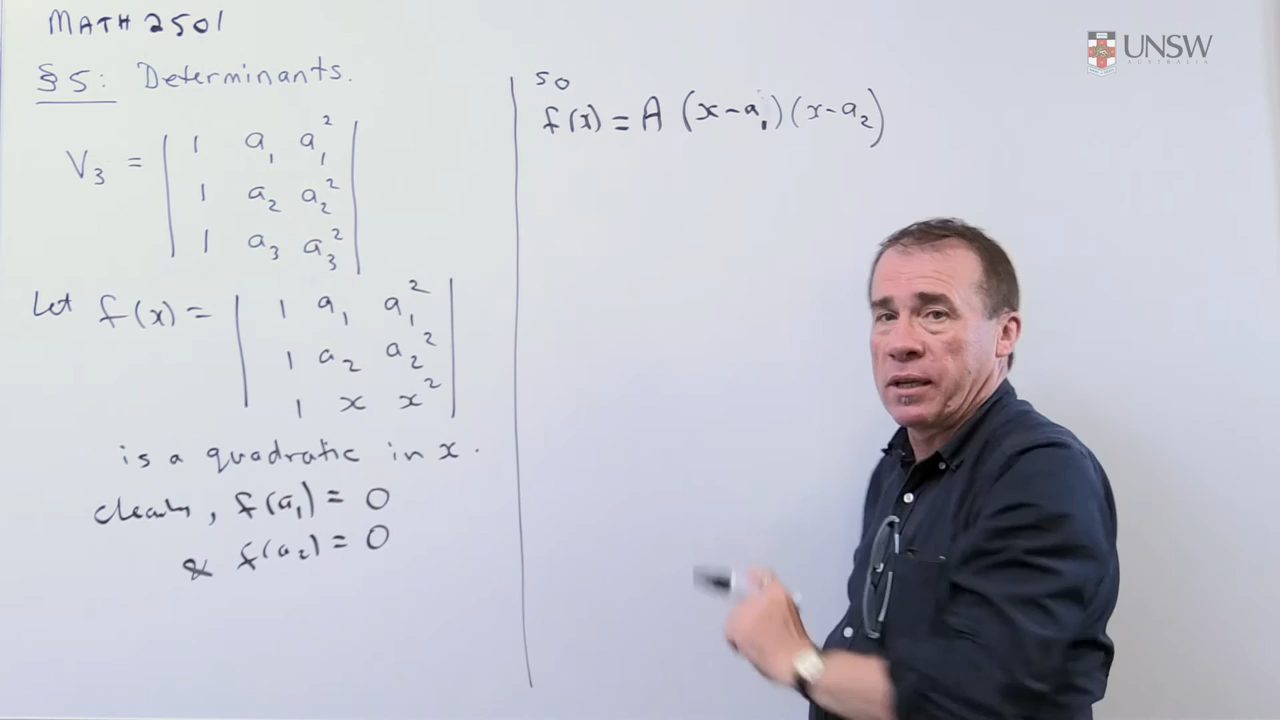 MATH 2501
§5: Determinants.
V₃ = | 1 a₁ a₁² |
| 1 a₂ a₂² |
| 1 a₃ a₃² |
Let f(x) = | 1 a₁ a₁² |
| 1 a₂ a₂² |
| 1 x x² |
is a quadratic in x.
clearly, f(a₁) = 0
& f(a₂) = 0
so
f(x) = A (x-a₁)(x-a₂)
UNSW
AUSTRALIA